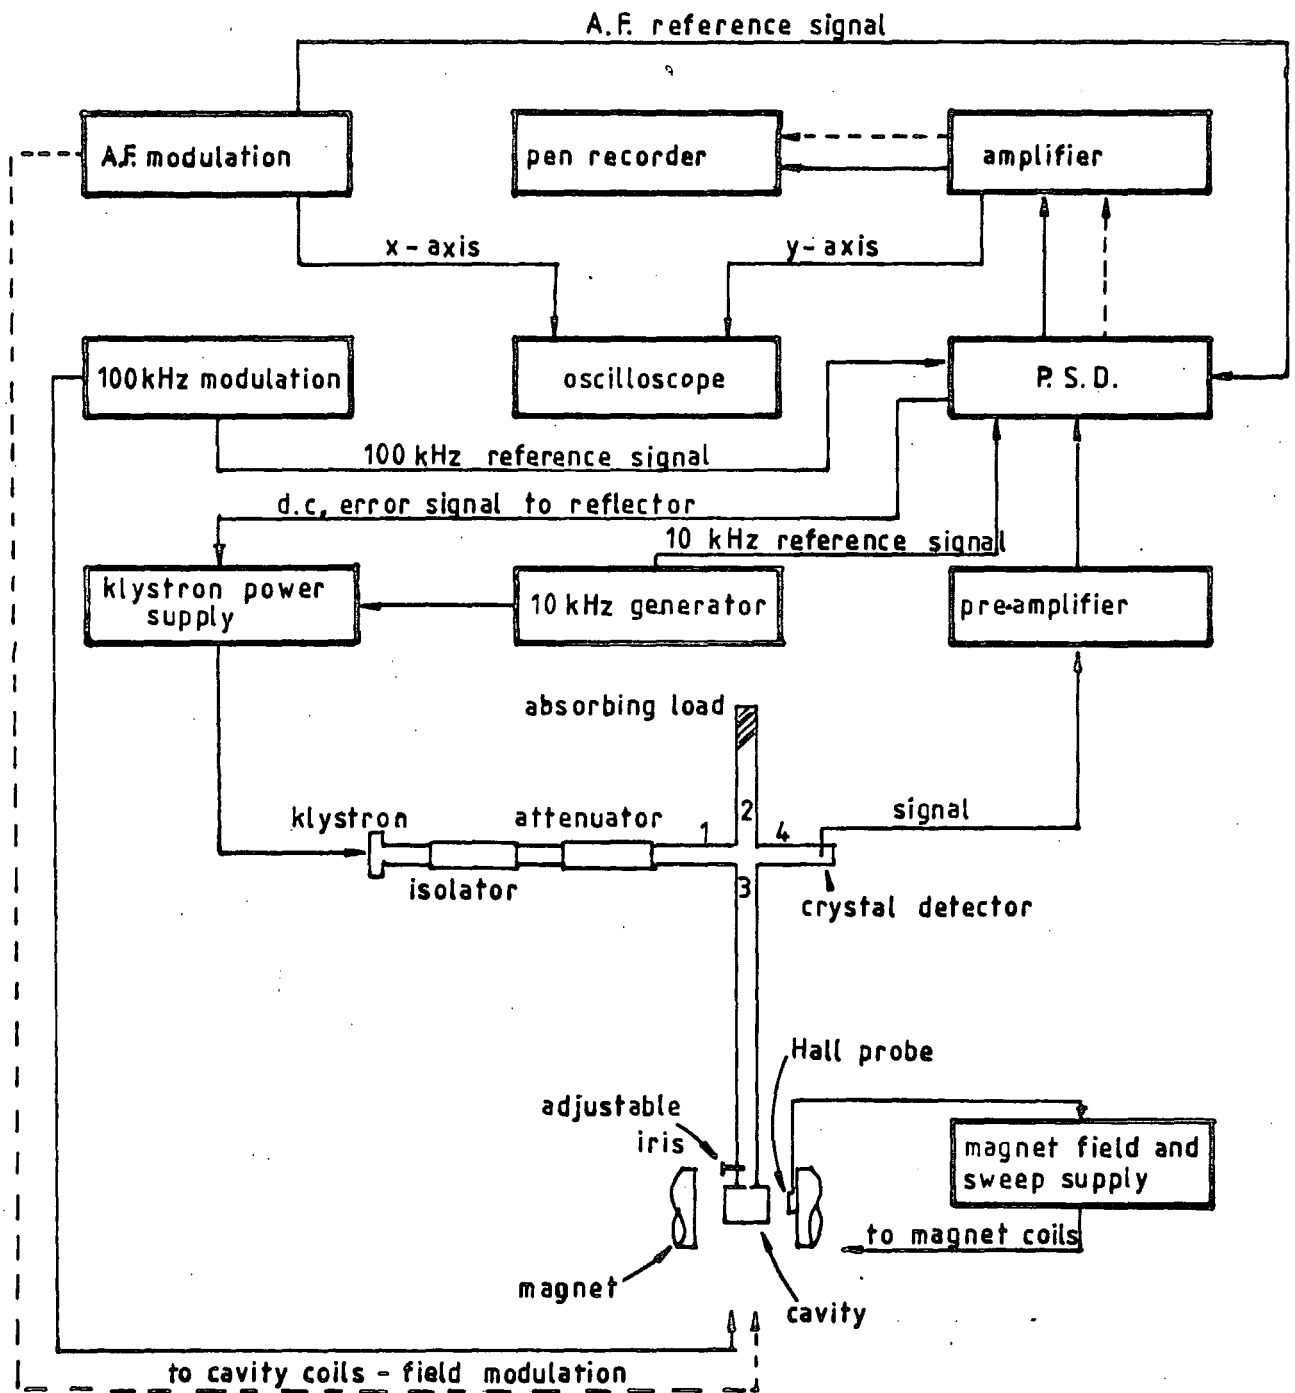 A.F. reference signal
A.F. modulation
pen recorder
amplifier
x-axis
y-axis
100kHz modulation
oscilloscope
P.S.D.
100 kHz reference signal
d.c, error signal to reflector
10 kHz reference signal
klystron power
supply
10 kHz generator
pre-amplifier
absorbing load
klystron
attenuator
1
2
4
signal
isolator
3
crystal detector
Hall probe
adjustable
iris
magnet field and
sweep supply
to magnet coils
magnet
cavity
to cavity coils - field modulation